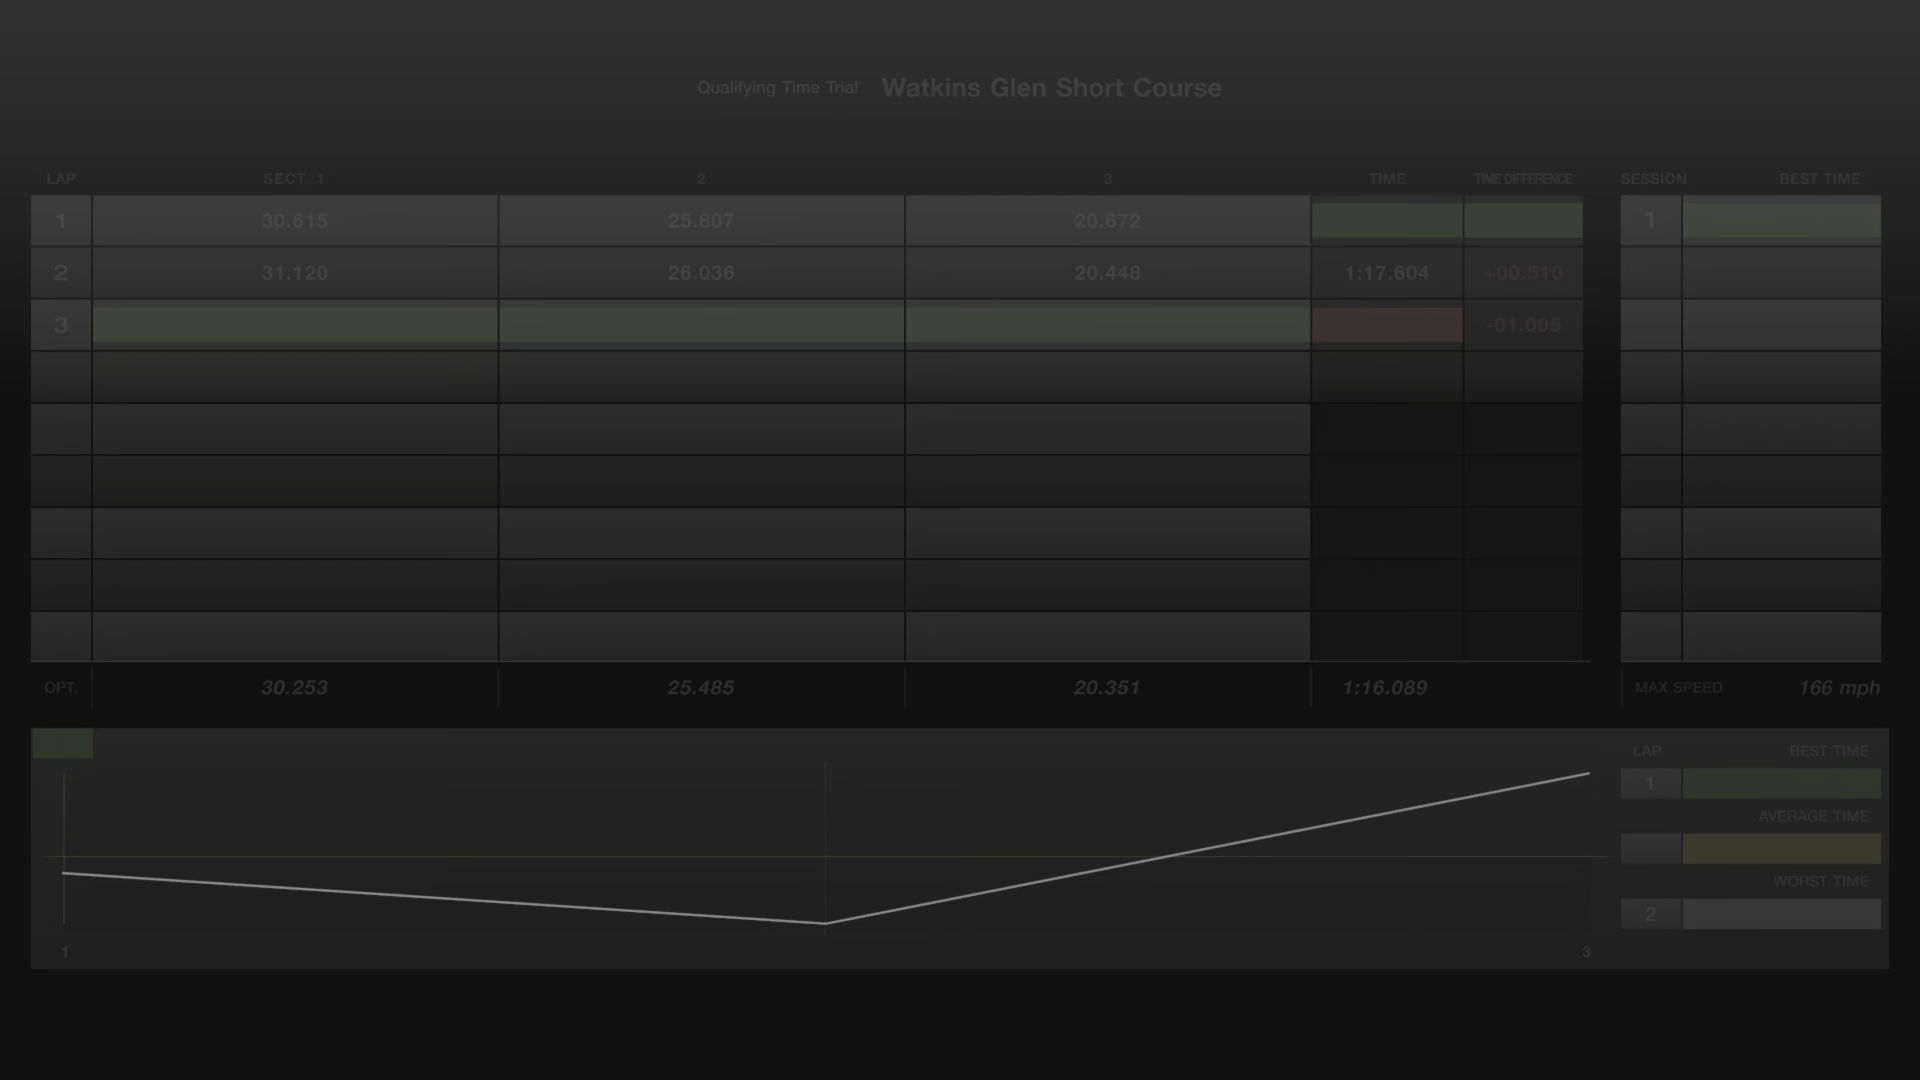 Qualifying Time Trial Watkins Glen Short Course
LAP SECT. 1 2 3 TIME TIME DIFFERENCE SESSION BEST TIME
1 30.615 25.807 20.672 1
2 31.120 26.036 20.448 1:17.604 +00.510
3 -01.005
OPT. 30.253 25.485 20.351 1:16.089 MAX SPEED 166 mph
LAP BEST TIME
1
AVERAGE TIME
WORST TIME
2
1 3